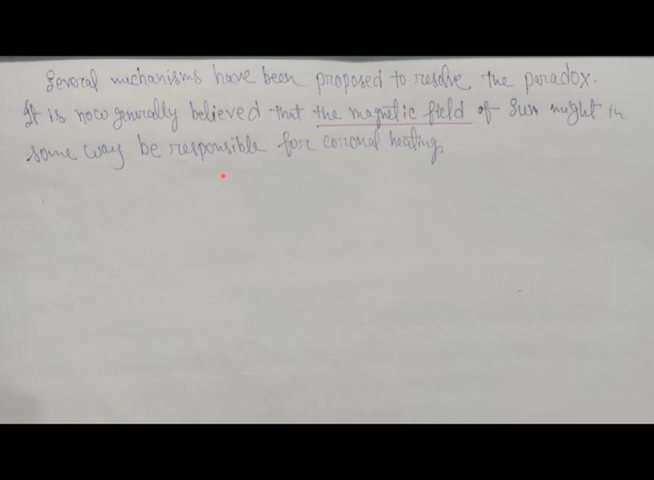 Several mechanisms have been proposed to resolve the paradox.
It is now generally believed that the magnetic field of Sun might in
some way be responsible for coronal heating.